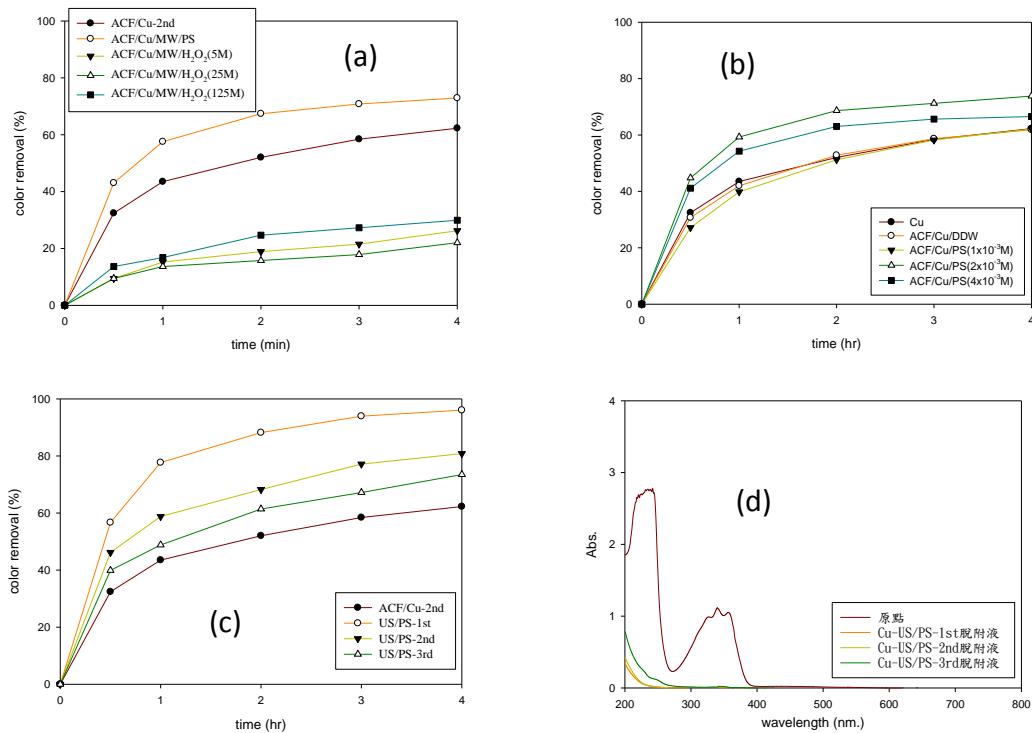 ACF/Cu-2nd
ACF/Cu/MW/PS
ACF/Cu/MW/H₂O₂(5M)
ACF/Cu/MW/H₂O₂(25M)
ACF/Cu/MW/H₂O₂(125M)
(a)
100
80
60
40
20
0
color removal (%)
0 1 2 3 4
time (min)
(b)
100
80
60
40
20
0
color removal (%)
Cu
ACF/Cu/DDW
ACF/Cu/PS(1x10⁻³M)
ACF/Cu/PS(2x10⁻³M)
ACF/Cu/PS(4x10⁻³M)
0 1 2 3 4
time (hr)
100
80
60
40
20
0
color removal (%)
(c)
ACF/Cu-2nd
US/PS-1st
US/PS-2nd
US/PS-3rd
0 1 2 3 4
time (hr)
4
3
2
1
0
Abs.
(d)
原點
Cu-US/PS-1st脫附液
Cu-US/PS-2nd脫附液
Cu-US/PS-3rd脫附液
200 300 400 500 600 700 800
wavelength (nm.)